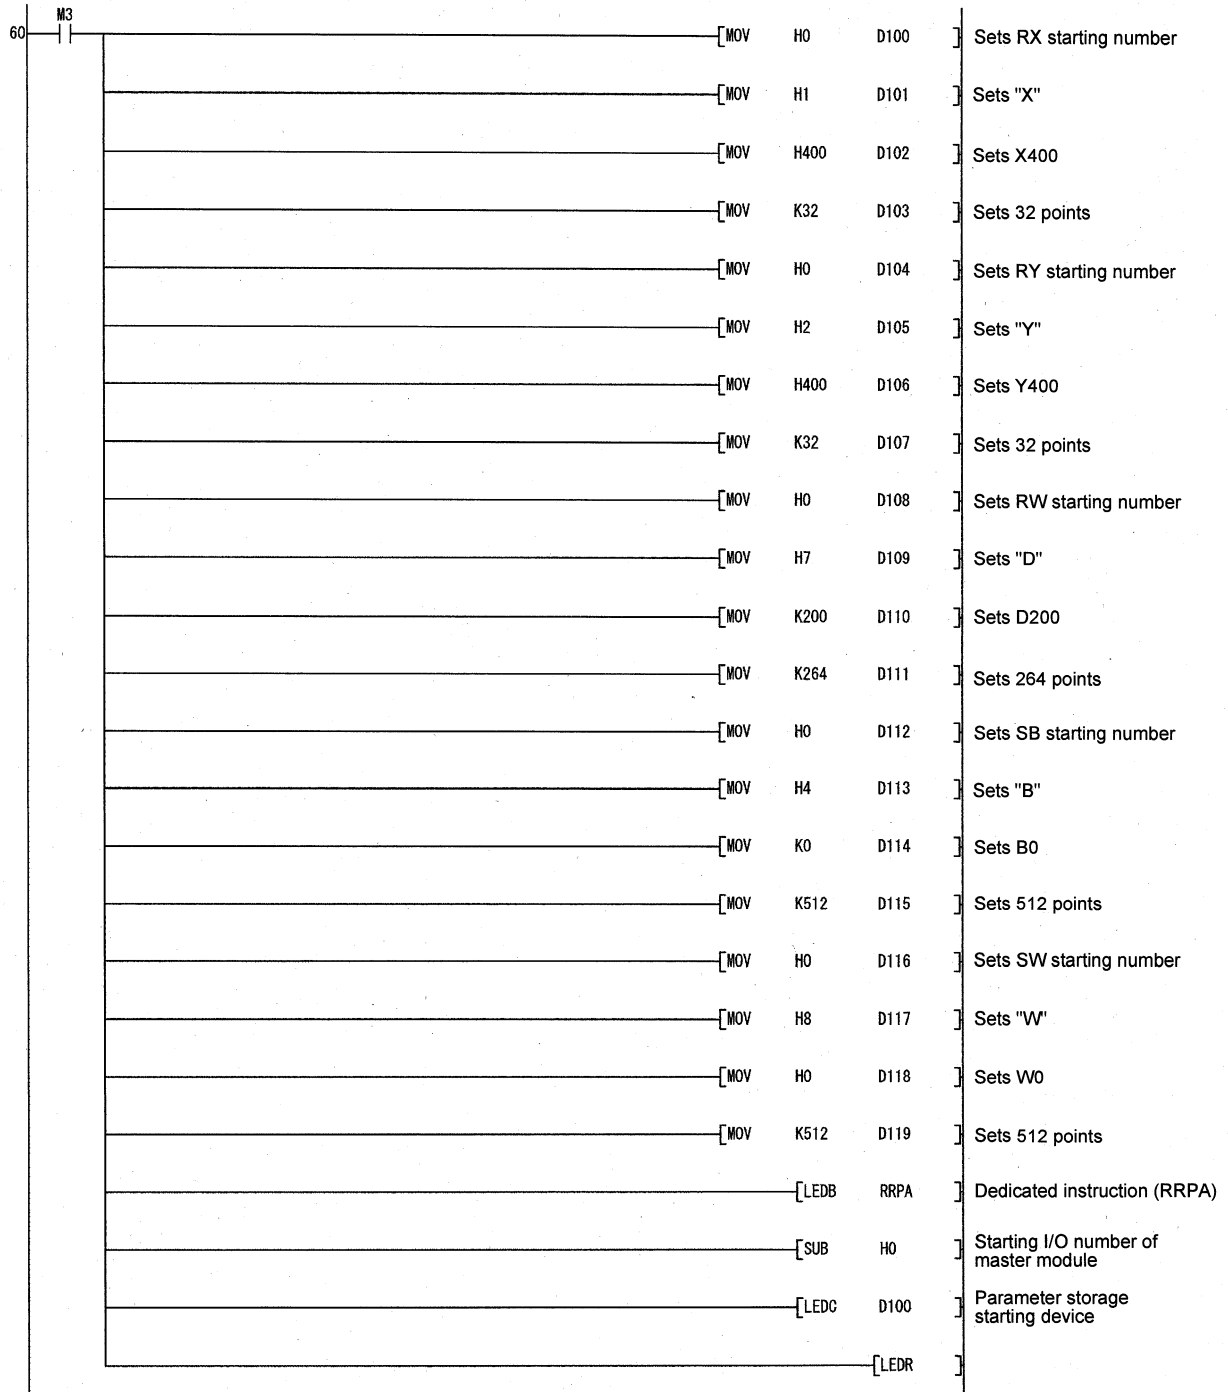 M3
60 [MOV H0 D100 ] Sets RX starting number
[MOV H1 D101 ] Sets "X"
[MOV H400 D102 ] Sets X400
[MOV K32 D103 ] Sets 32 points
[MOV H0 D104 ] Sets RY starting number
[MOV H2 D105 ] Sets "Y"
[MOV H400 D106 ] Sets Y400
[MOV K32 D107 ] Sets 32 points
[MOV H0 D108 ] Sets RW starting number
[MOV H7 D109 ] Sets "D"
[MOV K200 D110 ] Sets D200
[MOV K264 D111 ] Sets 264 points
[MOV H0 D112 ] Sets SB starting number
[MOV H4 D113 ] Sets "B"
[MOV K0 D114 ] Sets B0
[MOV K512 D115 ] Sets 512 points
[MOV H0 D116 ] Sets SW starting number
[MOV H8 D117 ] Sets "W"
[MOV H0 D118 ] Sets W0
[MOV K512 D119 ] Sets 512 points
[LEDB RRPA ] Dedicated instruction (RRPA)
[SUB H0 ] Starting I/O number of
master module
[LEDC D100 ] Parameter storage
starting device
[LEDR ]